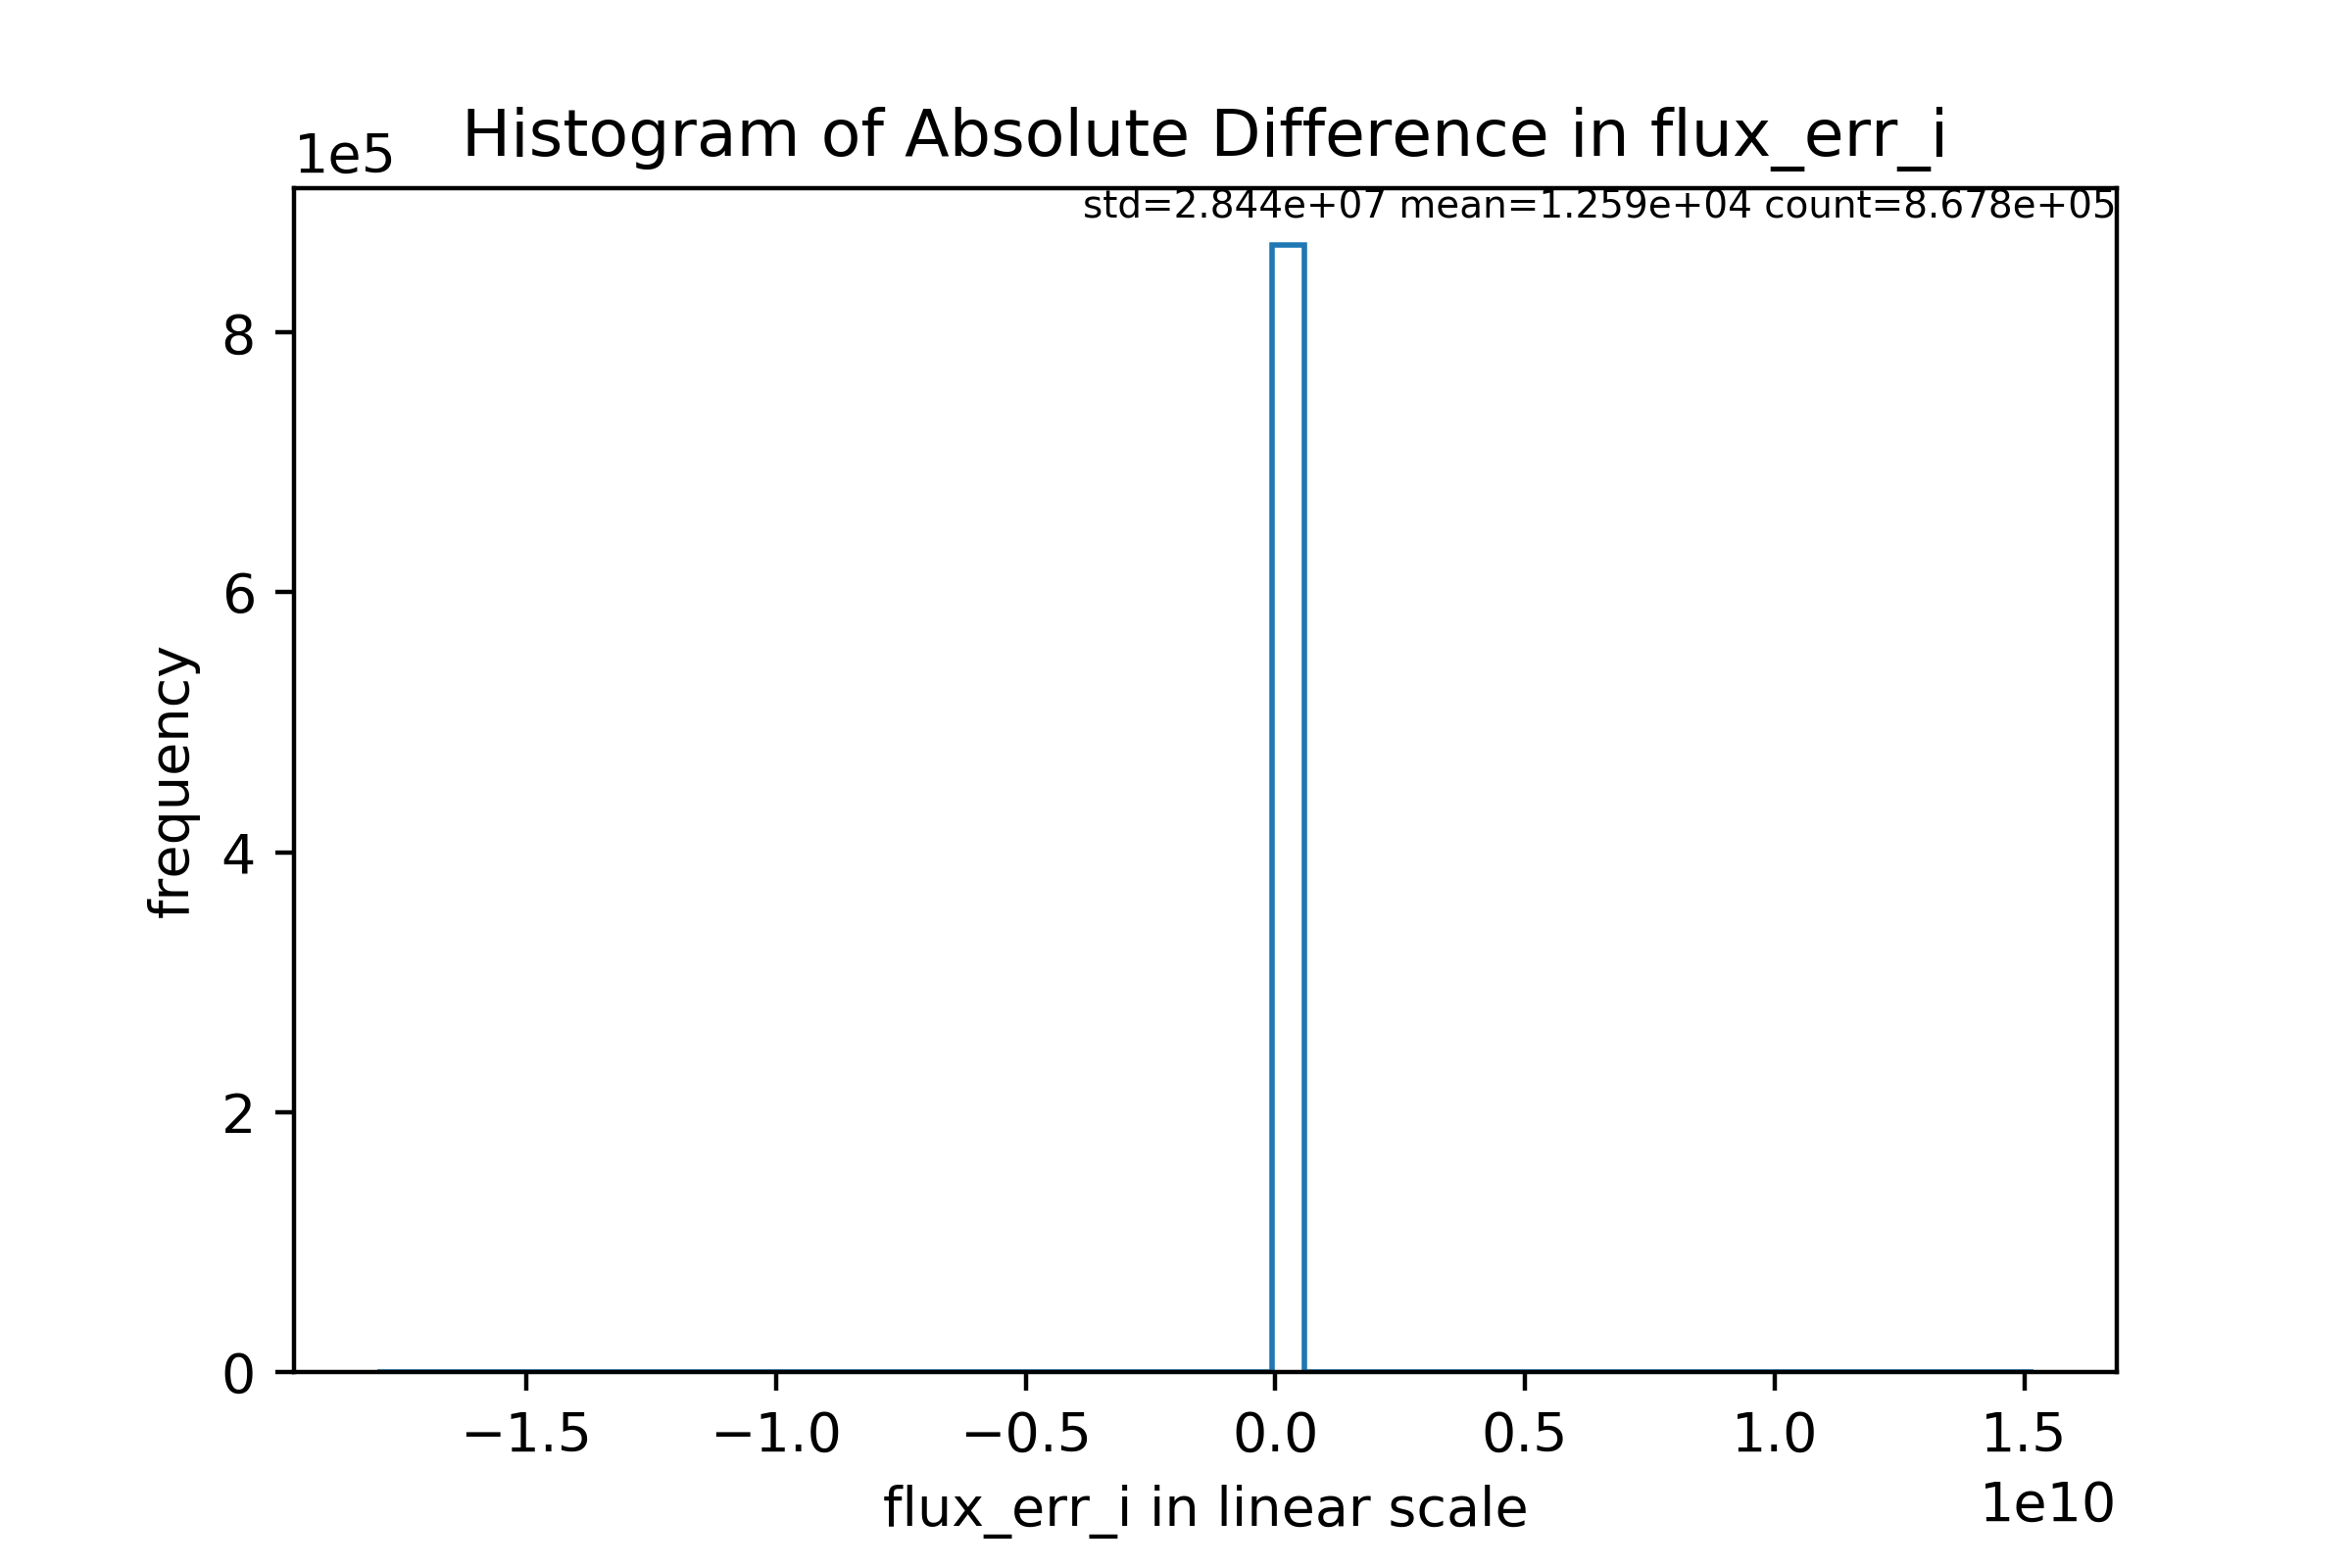 Histogram of Absolute Difference in flux_err_i
1e5
std=2.844e+07 mean=1.259e+04 count=8.678e+05
8
6
4
2
0
frequency
−1.5 −1.0 −0.5 0.0 0.5 1.0 1.5
1e10
flux_err_i in linear scale